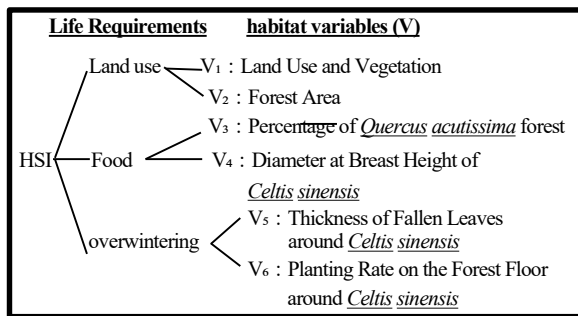 Life Requirements habitat variables (V)
Land use V₁ : Land Use and Vegetation
V₂ : Forest Area
V₃ : Percentage of Quercus acutissima forest
HSI Food V₄ : Diameter at Breast Height of
Celtis sinensis
V₅ : Thickness of Fallen Leaves
overwintering around Celtis sinensis
V₆ : Planting Rate on the Forest Floor
around Celtis sinensis